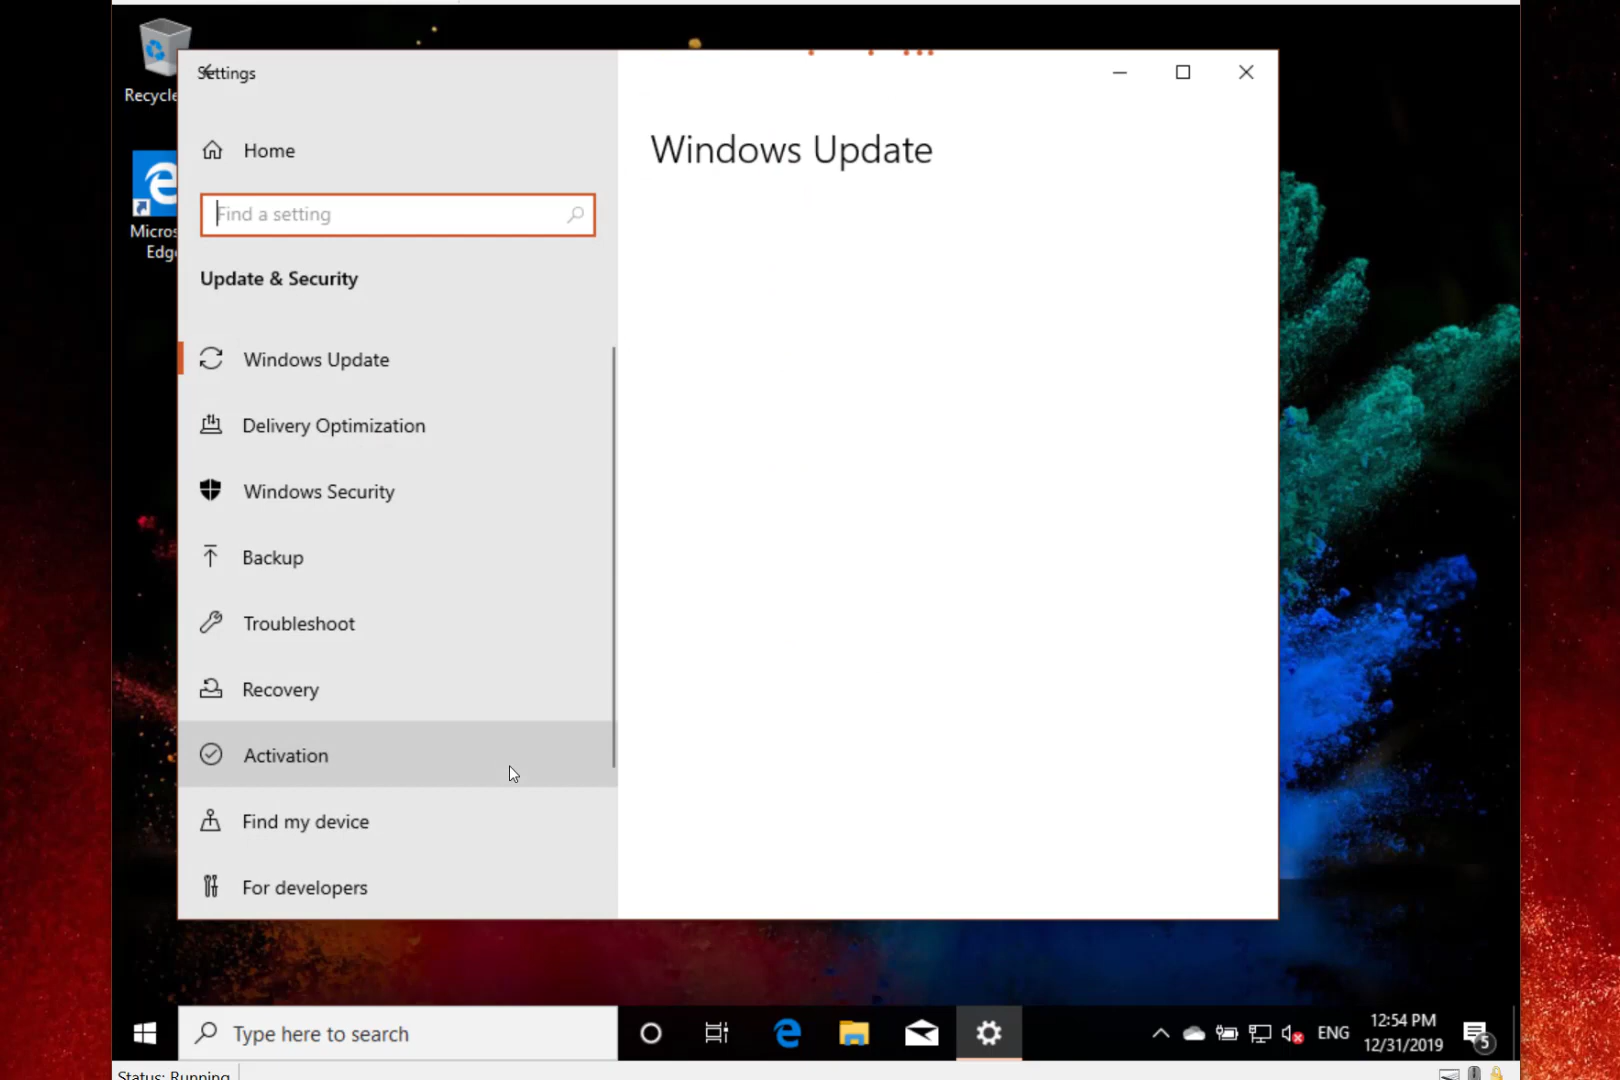 Recycle
Micros
Edg
Settings
Home
Find a setting
Update & Security
Windows Update
Delivery Optimization
Windows Security
Backup
Troubleshoot
Recovery
Activation
Find my device
For developers
Windows Update
Type here to search
ENG
12:54 PM
12/31/2019
5
Status: Running